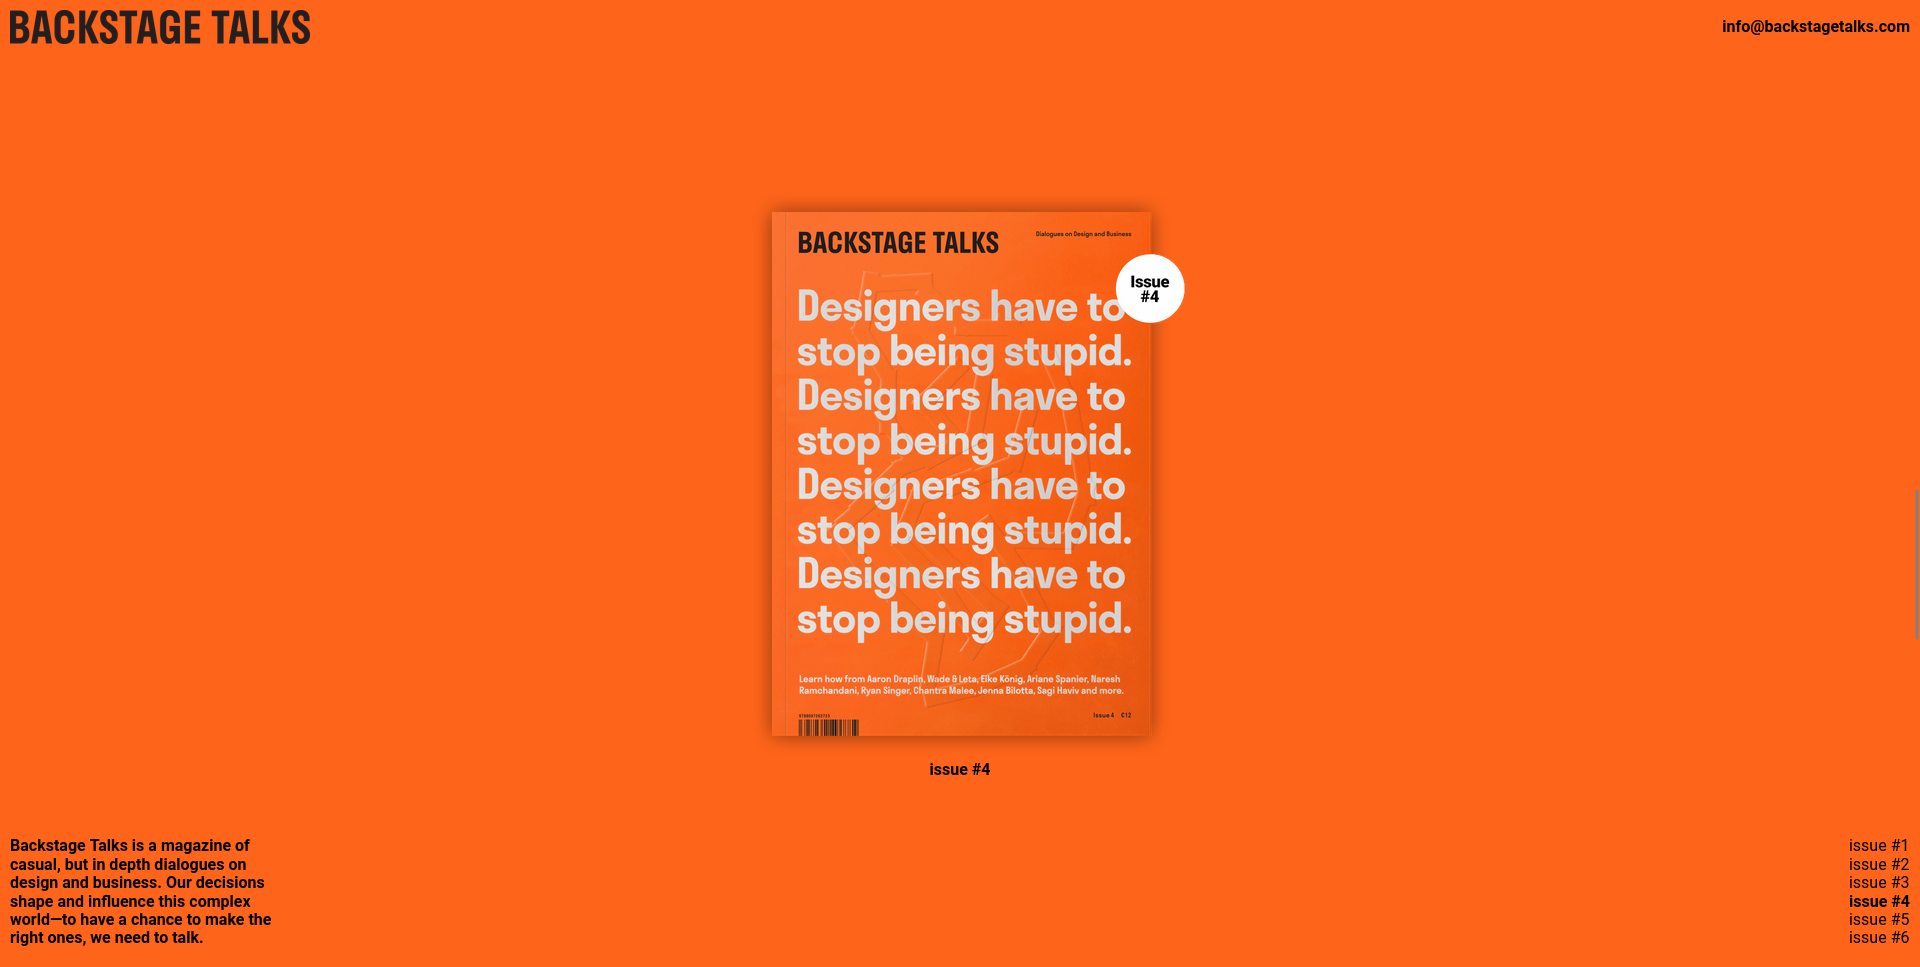 BACKSTAGE TALKS
info@backstagetalks.com
BACKSTAGE TALKS
Dialogues on Design and Business
Issue
#4
Designers have to
stop being stupid.
Designers have to
stop being stupid.
Designers have to
stop being stupid.
Designers have to
stop being stupid.
Learn how from Aaron Draplin, Wade & Leta, Eike König, Ariane Spanier, Naresh
Ramchandani, Ryan Singer, Chantra Malee, Jenna Bilotta, Sagi Haviv and more.
Issue 4 €12
issue #4
Backstage Talks is a magazine of
casual, but in depth dialogues on
design and business. Our decisions
shape and influence this complex
world—to have a chance to make the
right ones, we need to talk.
issue #1
issue #2
issue #3
issue #4
issue #5
issue #6